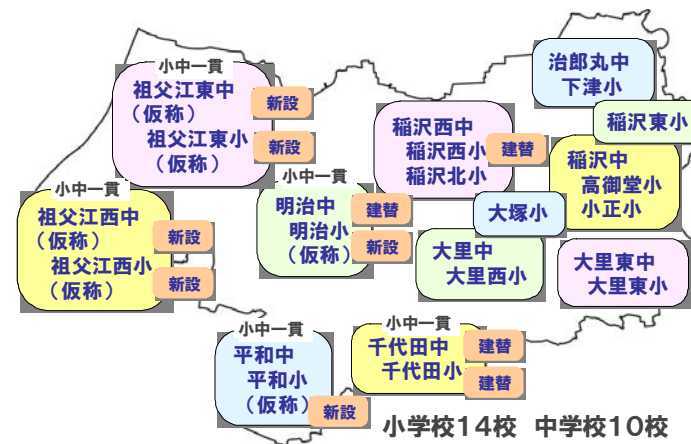 小中一貫
祖父江東中
（仮称）
新設
祖父江東小
（仮称）
新設
治郎丸中
下津小
稲沢東小
稲沢西中
稲沢西小
稲沢北小
建替
稲沢中
高御堂小
小正小
小中一貫
祖父江西中
（仮称）
新設
祖父江西小
（仮称）
新設
小中一貫
明治中
建替
明治小
（仮称）
新設
大塚小
大里中
大里西小
大里東中
大里東小
小中一貫
平和中
平和小
（仮称）
新設
小中一貫
千代田中
建替
千代田小
建替
小学校14校 中学校10校